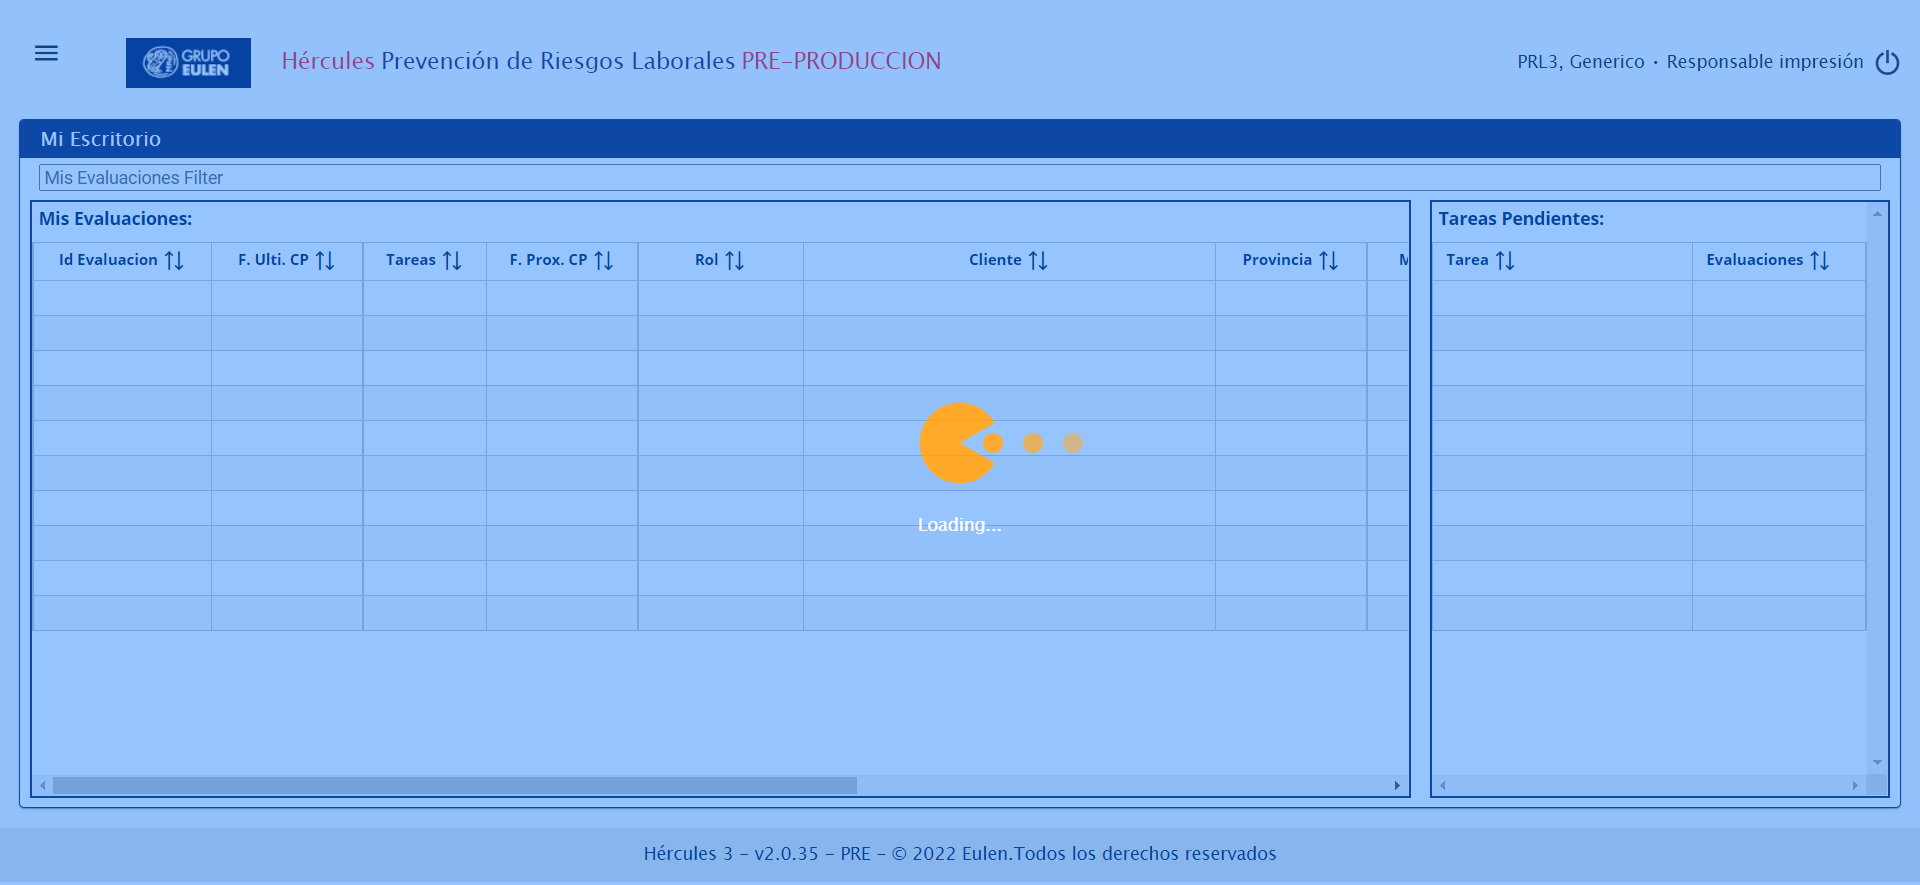 GRUPO
EULEN
Hércules Prevención de Riesgos Laborales PRE-PRODUCCION
PRL3, Generico · Responsable impresión
Mi Escritorio
Mis Evaluaciones Filter
Mis Evaluaciones:
Tareas Pendientes:
Id Evaluacion F. Ulti. CP Tareas F. Prox. CP Rol Cliente Provincia
Tarea Evaluaciones
Loading...
Hércules 3 - v2.0.35 - PRE - © 2022 Eulen.Todos los derechos reservados